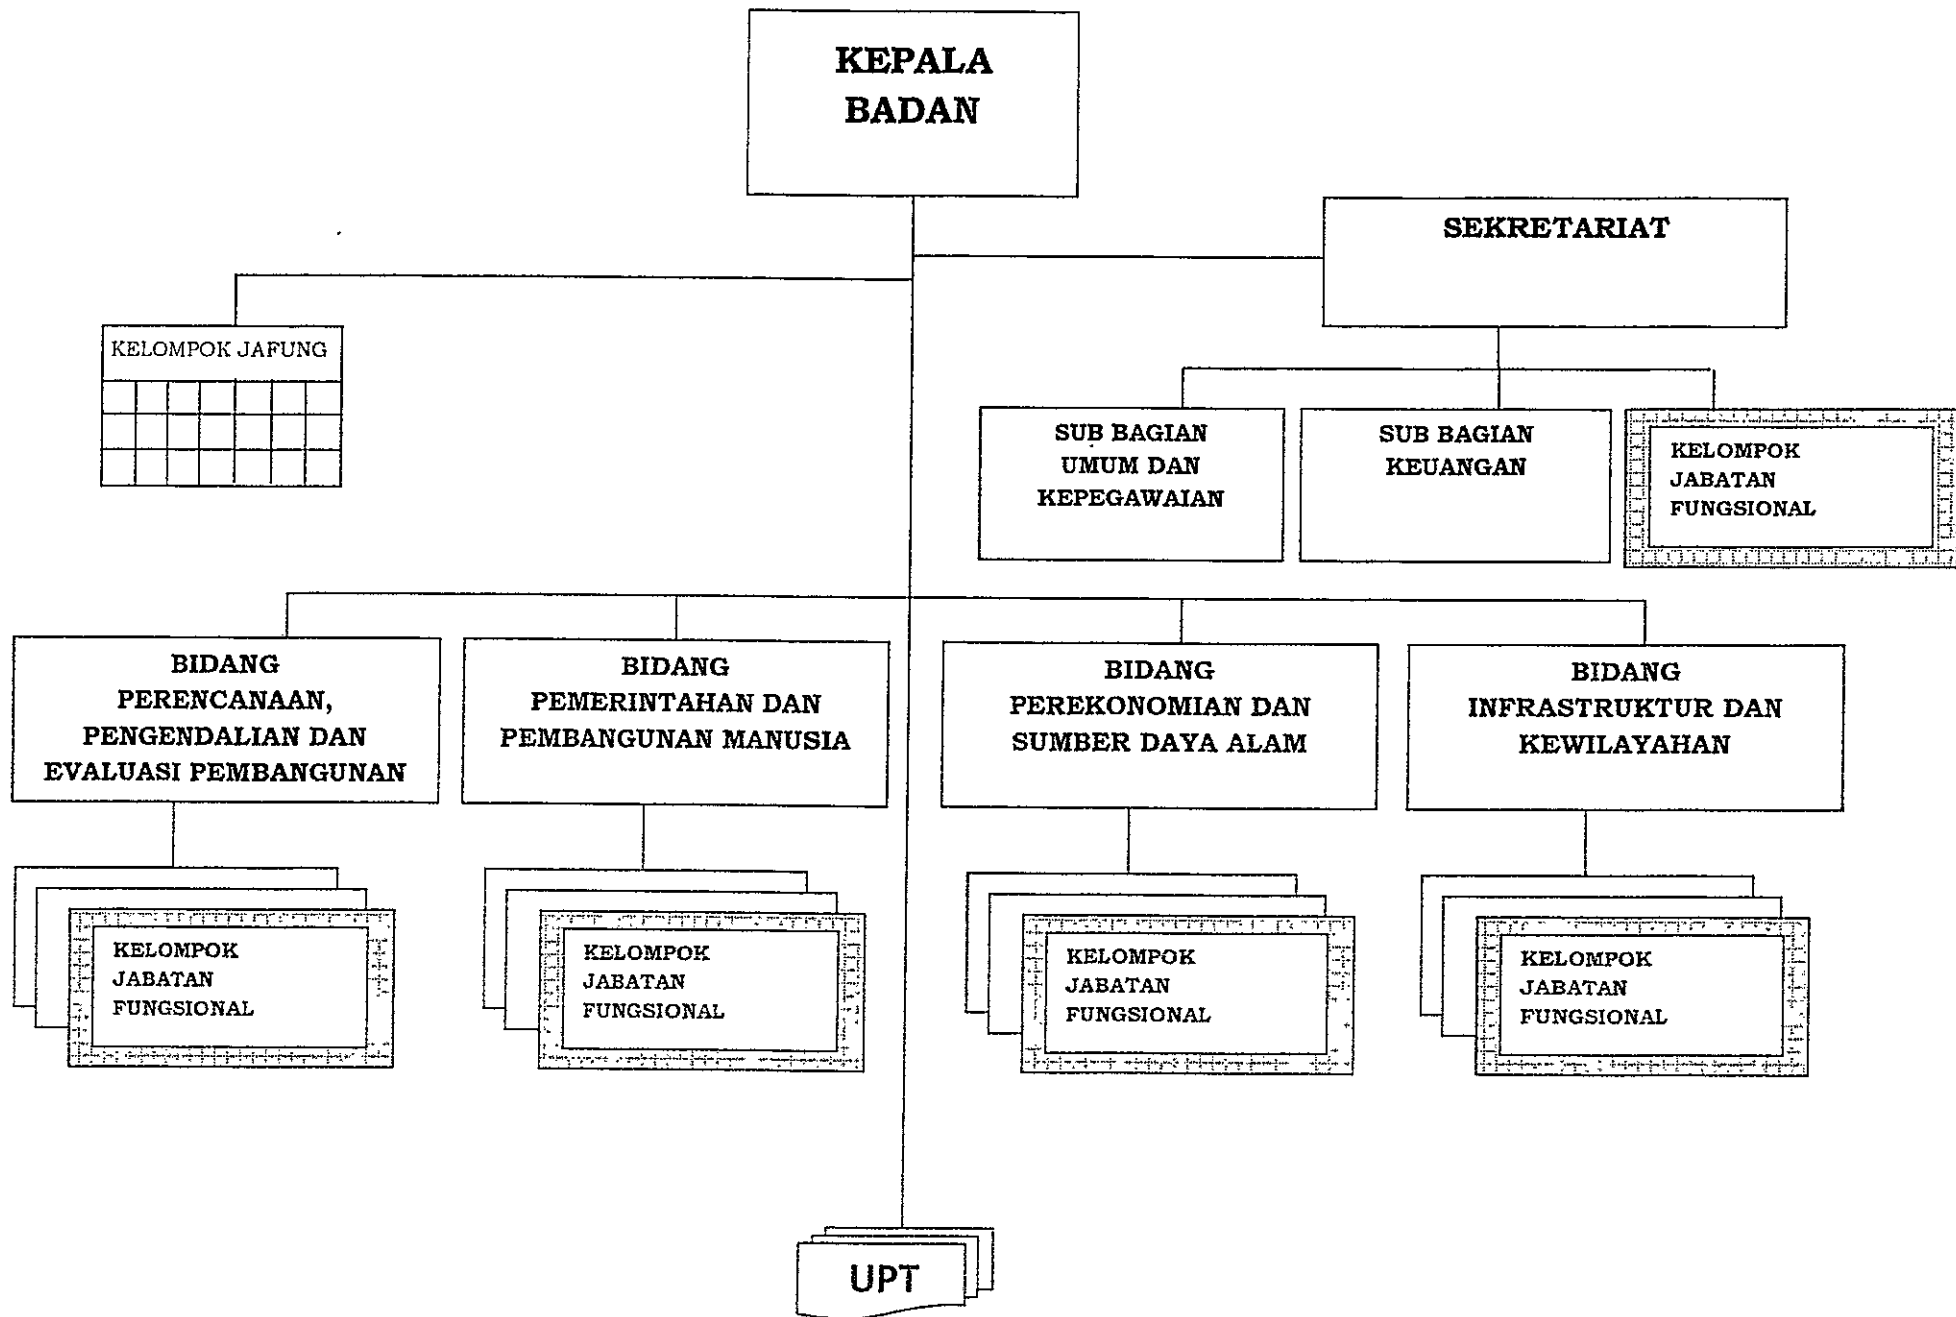 KEPALA
BADAN
SEKRETARIAT
KELOMPOK JAFUNG
SUB BAGIAN
UMUM DAN
KEPEGAWAIAN
SUB BAGIAN
KEUANGAN
KELOMPOK
JABATAN
FUNGSIONAL
BIDANG
PERENCANAAN,
PENGENDALIAN DAN
EVALUASI PEMBANGUNAN
BIDANG
PEMERINTAHAN DAN
PEMBANGUNAN MANUSIA
BIDANG
PEREKONOMIAN DAN
SUMBER DAYA ALAM
BIDANG
INFRASTRUKTUR DAN
KEWILAYAHAN
KELOMPOK
JABATAN
FUNGSIONAL
KELOMPOK
JABATAN
FUNGSIONAL
KELOMPOK
JABATAN
FUNGSIONAL
KELOMPOK
JABATAN
FUNGSIONAL
UPT